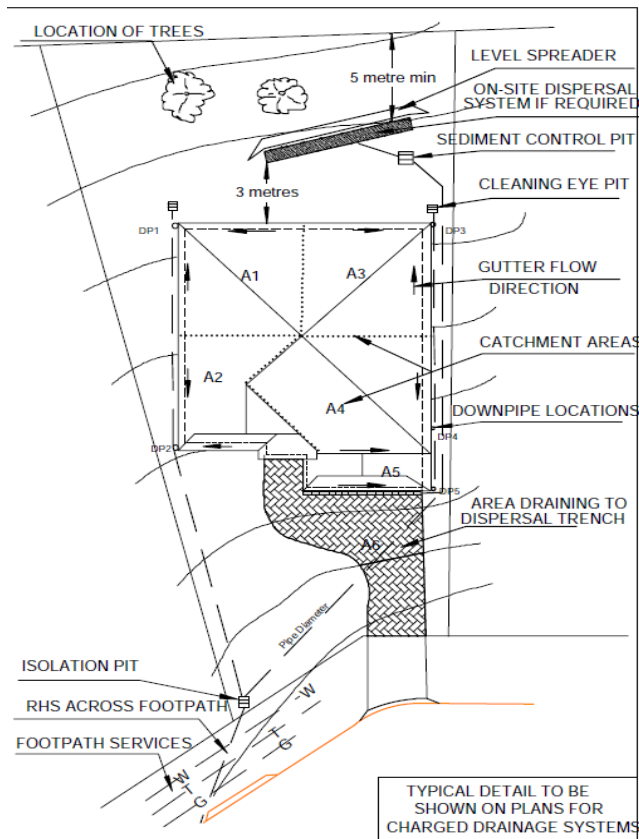 LOCATION OF TREES
5 metre min
LEVEL SPREADER
ON-SITE DISPERSAL
SYSTEM IF REQUIRED
SEDIMENT CONTROL PIT
3 metres
CLEANING EYE PIT
DP1
DP3
A1
A3
GUTTER FLOW
DIRECTION
CATCHMENT AREAS
A2
A4
DOWNPIPE LOCATIONS
DP2
DP4
A5
DP5
AREA DRAINING TO
DISPERSAL TRENCH
A6
Pipe Diameter
ISOLATION PIT
RHS ACROSS FOOTPATH
FOOTPATH SERVICES
W
T
G
W
T
G
TYPICAL DETAIL TO BE
SHOWN ON PLANS FOR
CHARGED DRAINAGE SYSTEMS